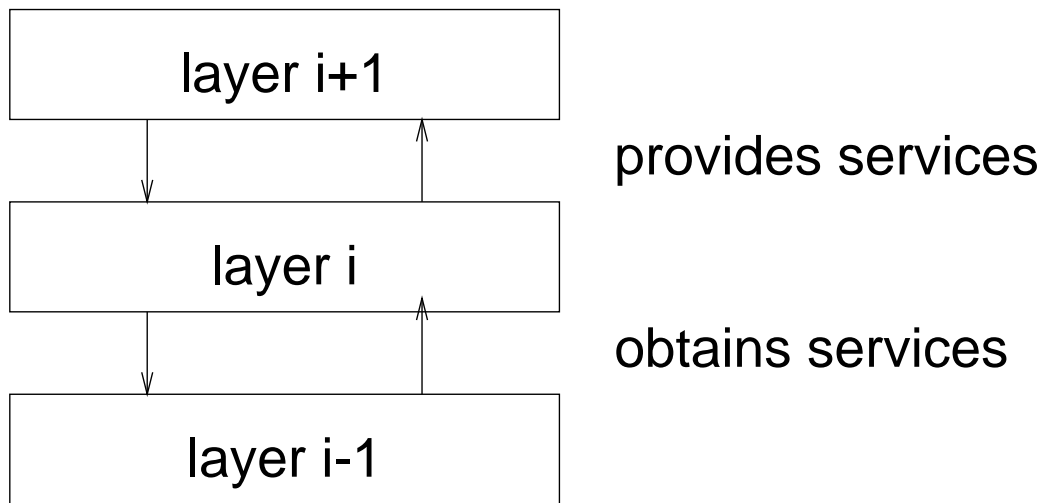 layer i+1
provides services
layer i
obtains services
layer i-1